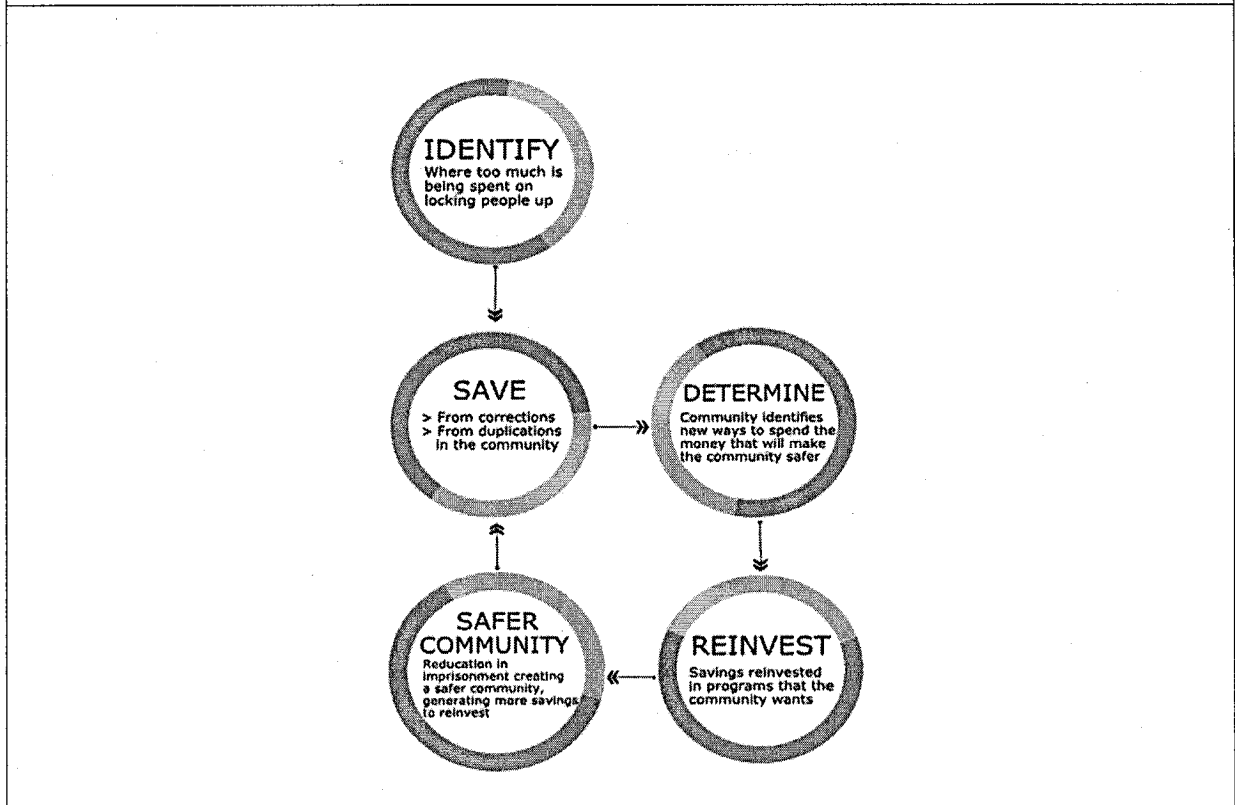 IDENTIFY
Where too much is
being spent on
locking people up
SAVE
> From corrections
> From duplications
in the community
DETERMINE
Community identifies
new ways to spend the
money that will make
the community safer
SAFER
COMMUNITY
Reducation in
imprisonment creating
a safer community,
generating more savings
to reinvest
REINVEST
Savings reinvested
in programs that the
community wants